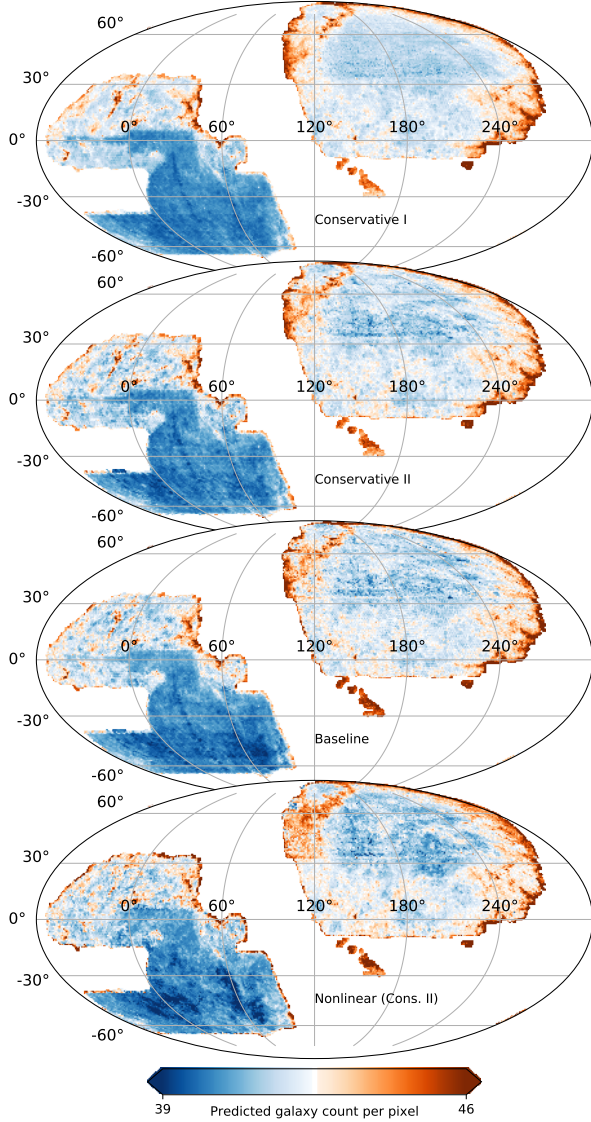 60°
30°
0° 0° 60° 120° 180° 240°
-30°
Conservative I
-60°
60°
30°
0° 0° 60° 120° 180° 240°
-30°
Conservative II
-60°
60°
30°
0° 0° 60° 120° 180° 240°
-30°
Baseline
-60°
60°
30°
0° 0° 60° 120° 180° 240°
-30°
Nonlinear (Cons. II)
-60°
39 46
Predicted galaxy count per pixel